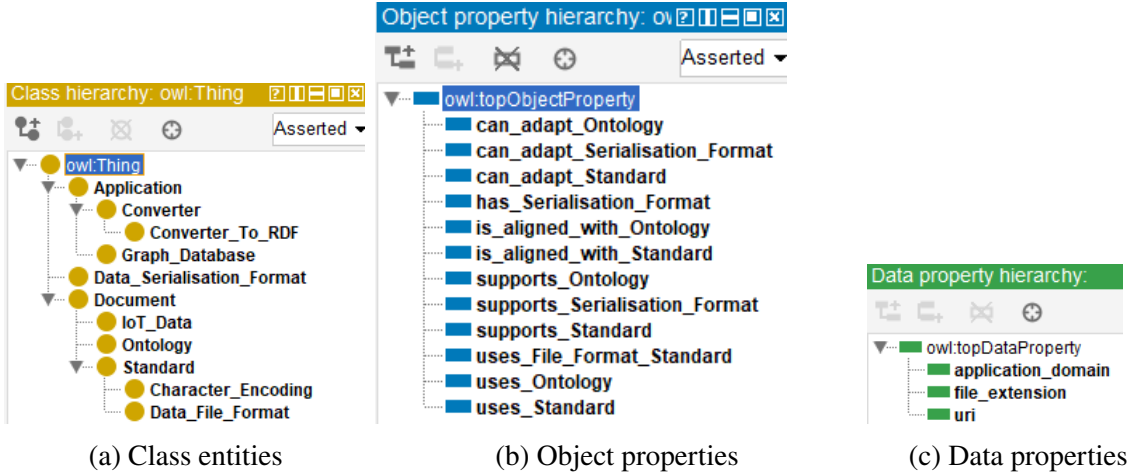 Class hierarchy: owl:Thing
Asserted
owl:Thing
Application
Converter
Converter_To_RDF
Graph_Database
Data_Serialisation_Format
Document
IoT_Data
Ontology
Standard
Character_Encoding
Data_File_Format
(a) Class entities
Object property hierarchy: ov
Asserted
owl:topObjectProperty
can_adapt_Ontology
can_adapt_Serialisation_Format
can_adapt_Standard
has_Serialisation_Format
is_aligned_with_Ontology
is_aligned_with_Standard
supports_Ontology
supports_Serialisation_Format
supports_Standard
uses_File_Format_Standard
uses_Ontology
uses_Standard
(b) Object properties
Data property hierarchy:
owl:topDataProperty
application_domain
file_extension
uri
(c) Data properties